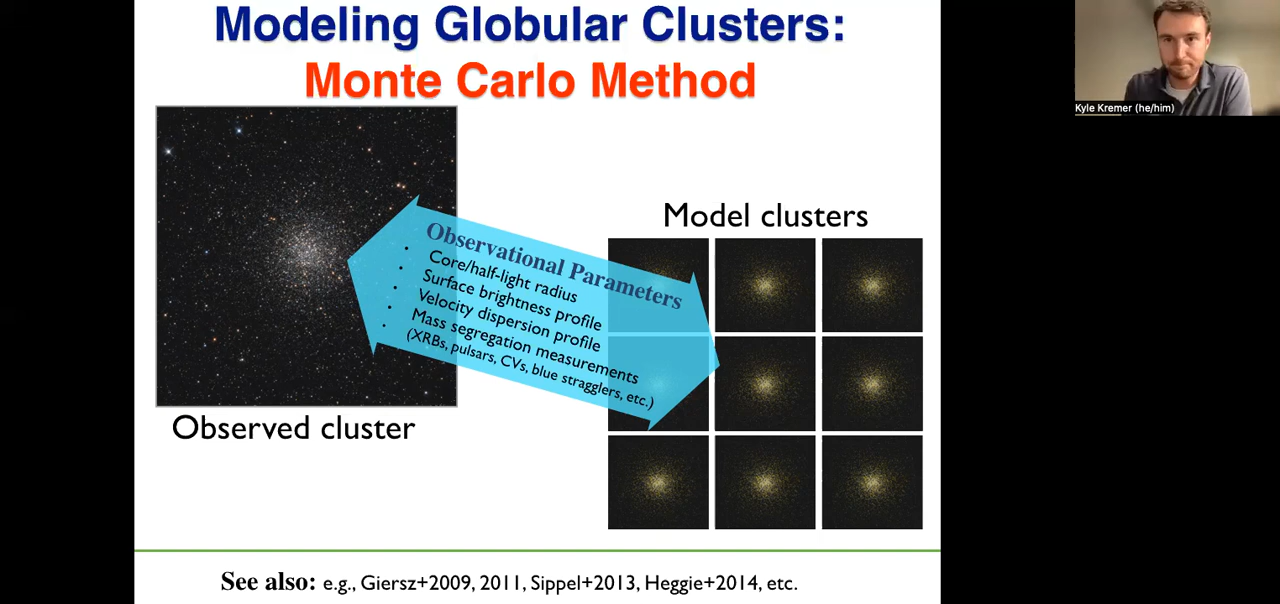 Modeling Globular Clusters:
Monte Carlo Method
Kyle Kremer (he/him)
Model clusters
Observational Parameters
• Core/half-light radius
• Surface brightness profile
• Velocity dispersion profile
• Mass segregation measurements
• (XRBs, pulsars, CVs, blue stragglers, etc.)
Observed cluster
See also: e.g., Giersz+2009, 2011, Sippel+2013, Heggie+2014, etc.